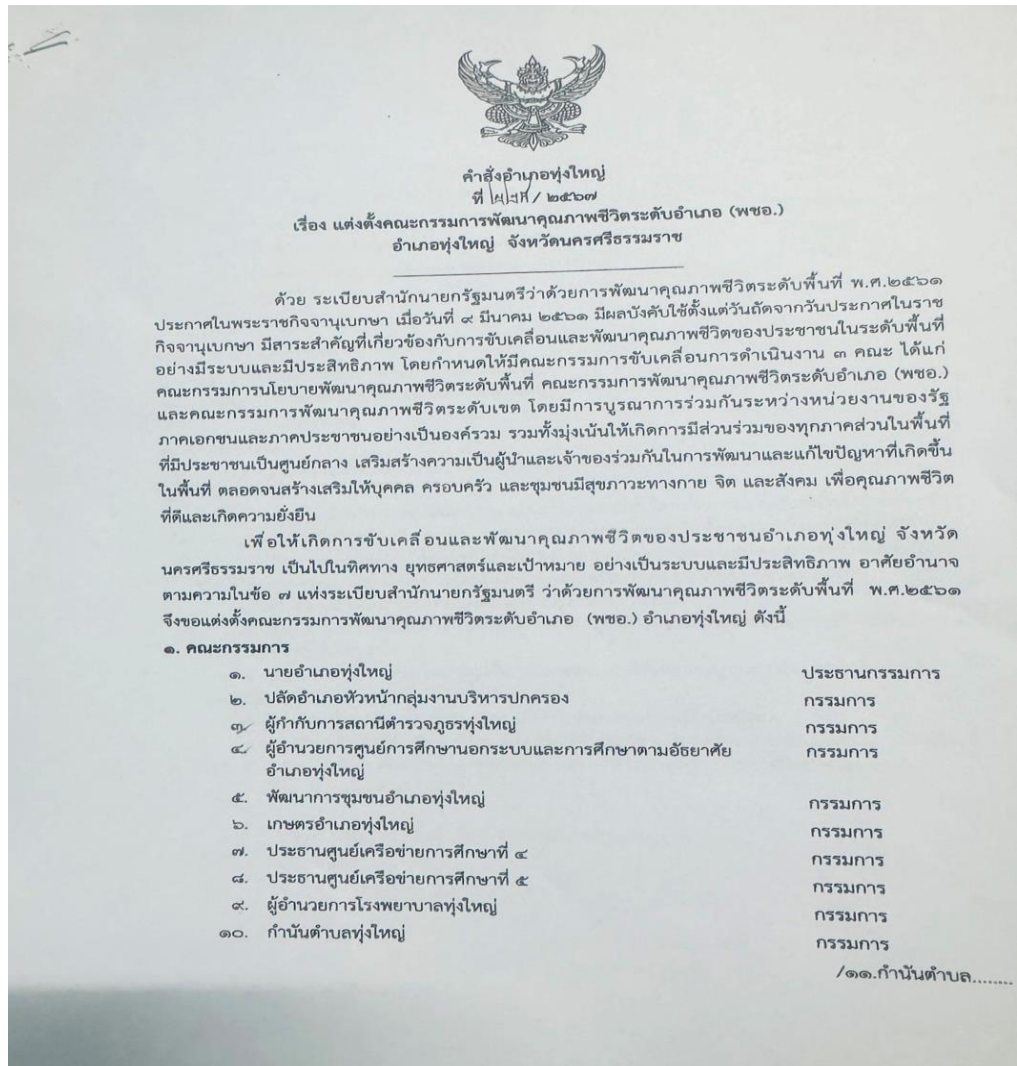 คำสั่งอำเภอทุ่งใหญ่
ที่ / ๒๕๖๗
เรื่อง แต่งตั้งคณะกรรมการพัฒนาคุณภาพชีวิตระดับอำเภอ (พชอ.)
อำเภอทุ่งใหญ่ จังหวัดนครศรีธรรมราช
ด้วย ระเบียบสำนักนายกรัฐมนตรีว่าด้วยการพัฒนาคุณภาพชีวิตระดับพื้นที่ พ.ศ.๒๕๖๑
ประกาศในพระราชกิจจานุเบกษา เมื่อวันที่ ๙ มีนาคม ๒๕๖๑ มีผลบังคับใช้ตั้งแต่วันถัดจากวันประกาศในราช
กิจจานุเบกษา มีสาระสำคัญที่เกี่ยวข้องกับการขับเคลื่อนและพัฒนาคุณภาพชีวิตของประชาชนในระดับพื้นที่
อย่างมีระบบและมีประสิทธิภาพ โดยกำหนดให้มีคณะกรรมการขับเคลื่อนการดำเนินงาน ๓ คณะ ได้แก่
คณะกรรมการนโยบายพัฒนาคุณภาพชีวิตระดับพื้นที่ คณะกรรมการพัฒนาคุณภาพชีวิตระดับอำเภอ (พชอ.)
และคณะกรรมการพัฒนาคุณภาพชีวิตระดับเขต โดยมีการบูรณาการร่วมกันระหว่างหน่วยงานของรัฐ
ภาคเอกชนและภาคประชาชนอย่างเป็นองค์รวม รวมทั้งมุ่งเน้นให้เกิดการมีส่วนร่วมของทุกภาคส่วนในพื้นที่
ที่มีประชาชนเป็นศูนย์กลาง เสริมสร้างความเป็นผู้นำและเจ้าของร่วมกันในการพัฒนาและแก้ไขปัญหาที่เกิดขึ้น
ในพื้นที่ ตลอดจนสร้างเสริมให้บุคคล ครอบครัว และชุมชนมีสุขภาวะทางกาย จิต และสังคม เพื่อคุณภาพชีวิต
ที่ดีและเกิดความยั่งยืน
เพื่อให้เกิดการขับเคลื่อนและพัฒนาคุณภาพชีวิตของประชาชนอำเภอทุ่งใหญ่ จังหวัด
นครศรีธรรมราช เป็นไปในทิศทาง ยุทธศาสตร์และเป้าหมาย อย่างเป็นระบบและมีประสิทธิภาพ อาศัยอำนาจ
ตามความในข้อ ๗ แห่งระเบียบสำนักนายกรัฐมนตรี ว่าด้วยการพัฒนาคุณภาพชีวิตระดับพื้นที่ พ.ศ.๒๕๖๑
จึงขอแต่งตั้งคณะกรรมการพัฒนาคุณภาพชีวิตระดับอำเภอ (พชอ.) อำเภอทุ่งใหญ่ ดังนี้
๑. คณะกรรมการ
๑. นายอำเภอทุ่งใหญ่ ประธานกรรมการ
๒. ปลัดอำเภอหัวหน้ากลุ่มงานบริหารปกครอง กรรมการ
๓. ผู้กำกับการสถานีตำรวจภูธรทุ่งใหญ่ กรรมการ
๔. ผู้อำนวยการศูนย์การศึกษานอกระบบและการศึกษาตามอัธยาศัย กรรมการ
อำเภอทุ่งใหญ่
๕. พัฒนาการชุมชนอำเภอทุ่งใหญ่ กรรมการ
๖. เกษตรอำเภอทุ่งใหญ่ กรรมการ
๗. ประธานศูนย์เครือข่ายการศึกษาที่ ๔ กรรมการ
๘. ประธานศูนย์เครือข่ายการศึกษาที่ ๕ กรรมการ
๙. ผู้อำนวยการโรงพยาบาลทุ่งใหญ่ กรรมการ
๑๐. กำนันตำบลทุ่งใหญ่ กรรมการ
/๑๑.กำนันตำบล........